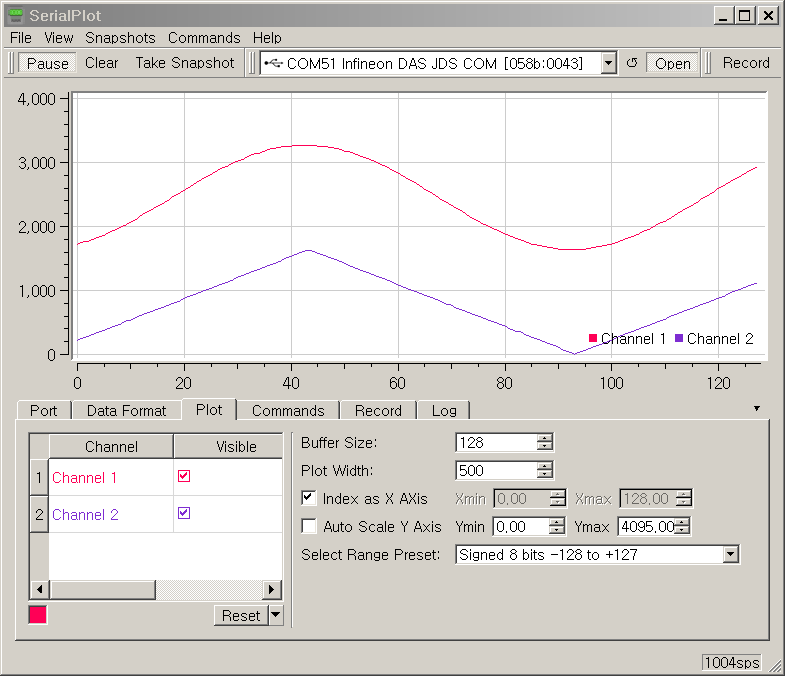 SerialPlot
File View Snapshots Commands Help
Pause Clear Take Snapshot COM51 Infineon DAS JDS COM [058b:0043] Open Record
4,000
3,000
2,000
1,000
0
Channel 1 Channel 2
0 20 40 60 80 100 120
Port Data Format Plot Commands Record Log
Channel Visible
1 Channel 1
2 Channel 2
Reset
Buffer Size: 128
Plot Width: 500
Index as X AXis Xmin 0,00 Xmax 128,00
Auto Scale Y Axis Ymin 0,00 Ymax 4095,00
Select Range Preset: Signed 8 bits -128 to +127
1004sps